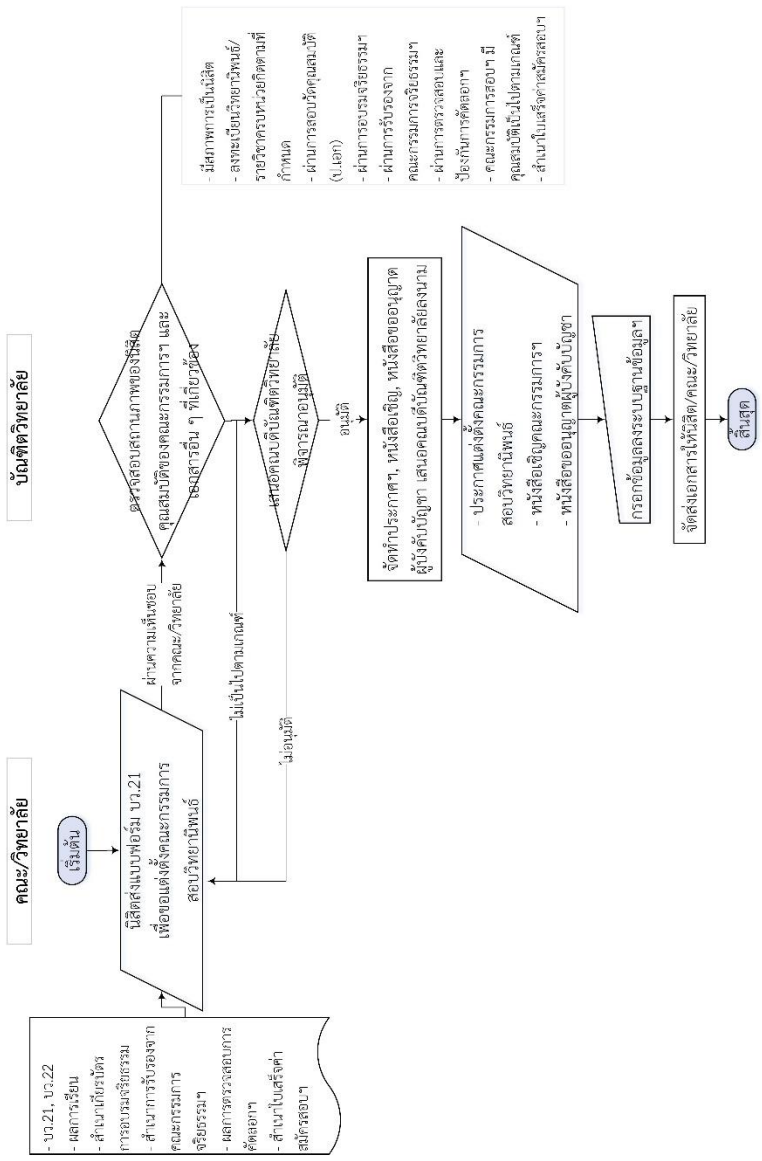 คณะ/วิทยาลัย
บัณฑิตวิทยาลัย
เริ่มต้น
- บว.21, บว.22
- ผลการเรียน
- สำเนาเกียรบัตร
การอบรมจริยธรรม
- สำเนาการรับรองจาก
คณะกรรมการ
จริยธรรมฯ
- ผลการตรวจสอบการ
คัดลอกฯ
- สำเนาใบเสร็จค่า
สมัครสอบฯ
นิสิตส่งแบบฟอร์ม บว.21
เพื่อขอแต่งตั้งคณะกรรมการ
สอบวิทยานิพนธ์
ผ่านความเห็นชอบ
จากคณะ/วิทยาลัย
ตรวจสอบสถานภาพของนิสิต
คุณสมบัติของคณะกรรมการฯ และ
เอกสารอื่น ๆ ที่เกี่ยวข้อง
- มีสภาพการเป็นนิสิต
- ลงทะเบียนวิทยานิพนธ์/
รายวิชาครบหน่วยกิตตามที่
กำหนด
- ผ่านการสอบวัดคุณสมบัติ
(ป.เอก)
- ผ่านการอบรมจริยธรรมฯ
- ผ่านการรับรองจาก
คณะกรรมการจริยธรรมฯ
- ผ่านการตรวจสอบและ
ป้องกันการคัดลอกฯ
- คณะกรรมการสอบฯ มี
คุณสมบัติเป็นไปตามเกณฑ์
- สำเนาใบเสร็จค่าสมัครสอบฯ
ไม่เป็นไปตามเกณฑ์
เสนอคณบดีบัณฑิตวิทยาลัย
พิจารณาอนุมัติ
ไม่อนุมัติ
อนุมัติ
จัดทำประกาศฯ, หนังสือเชิญ, หนังสือขออนุญาต
ผู้บังคับบัญชา เสนอคณบดีบัณฑิตวิทยาลัยลงนาม
- ประกาศแต่งตั้งคณะกรรมการ
สอบวิทยานิพนธ์
- หนังสือเชิญคณะกรรมการฯ
- หนังสือขออนุญาตผู้บังคับบัญชา
กรอกข้อมูลลงระบบฐานข้อมูลฯ
จัดส่งเอกสารให้นิสิต/คณะ/วิทยาลัย
สิ้นสุด